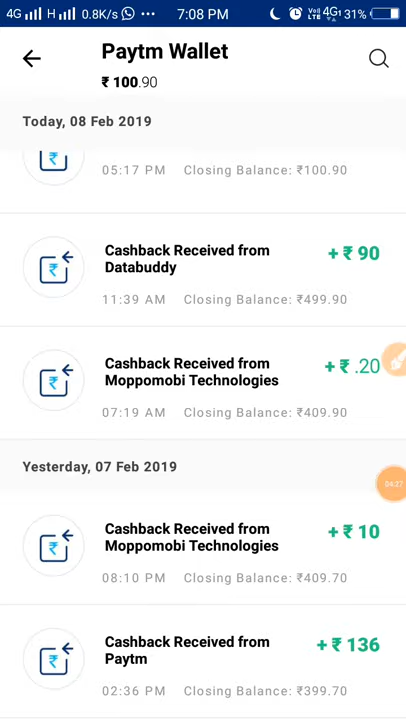 4G H 0.8K/s ... 7:08 PM 4G1 31%
Paytm Wallet
₹ 100.90
Today, 08 Feb 2019
₹
05:17 PM Closing Balance: ₹100.90
Cashback Received from + ₹ 90
₹ Databuddy
11:39 AM Closing Balance: ₹499.90
Cashback Received from + ₹ .20
₹ Moppomobi Technologies
07:19 AM Closing Balance: ₹409.90
Yesterday, 07 Feb 2019
Cashback Received from + ₹ 10
₹ Moppomobi Technologies
08:10 PM Closing Balance: ₹409.70
Cashback Received from + ₹ 136
₹ Paytm
02:36 PM Closing Balance: ₹399.70